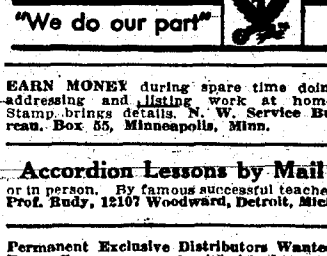 "We do our part"
EARN MONEY during spare time doin
addressing and listing work at hom
Stamp brings details. N. W. Service Bu
reau. Box 55, Minneapolis, Minn.
Accordion Lessons by Mail
or in person. By famous successful teache
Prof. Rudy, 12107 Woodward, Detroit, Mic
Permanent Exclusive Distributors Wante